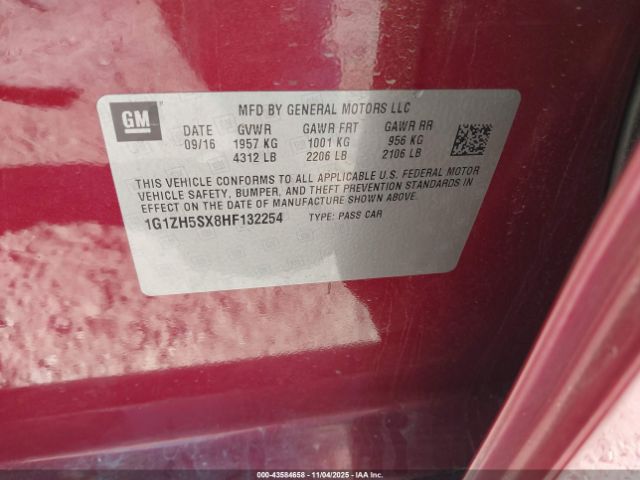 GM
MFD BY GENERAL MOTORS LLC
DATE GVWR GAWR FRT GAWR RR
09/16 1957 KG 1001 KG 956 KG
4312 LB 2206 LB 2106 LB
THIS VEHICLE CONFORMS TO ALL APPLICABLE U.S. FEDERAL MOTOR
VEHICLE SAFETY, BUMPER, AND THEFT PREVENTION STANDARDS IN
EFFECT ON THE DATE OF MANUFACTURE SHOWN ABOVE.
1G1ZH5SX8HF132254 TYPE: PASS CAR
000-43584658 - 11/04/2025 - IAAI, Inc.